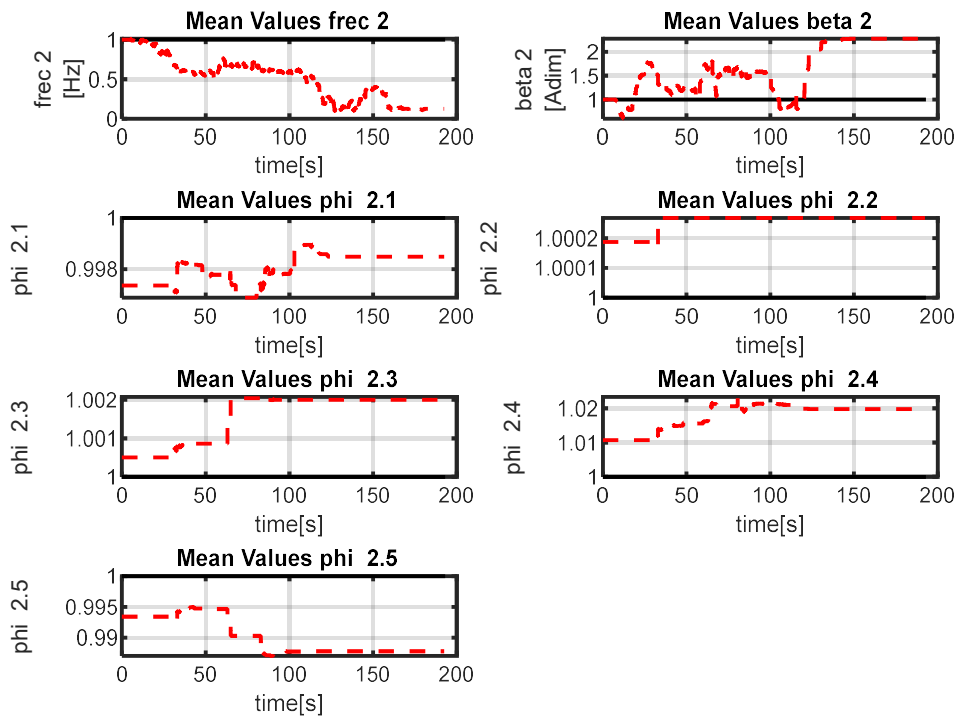 Mean Values frec 2
frec 2
[Hz]
1
0.5
0
0 50 100 150 200
time[s]
Mean Values beta 2
beta 2
[Adim]
2
1.5
1
0 50 100 150 200
time[s]
Mean Values phi 2.1
phi 2.1
1
0.998
0 50 100 150 200
time[s]
Mean Values phi 2.2
phi 2.2
1.0002
1.0001
1
0 50 100 150 200
time[s]
Mean Values phi 2.3
phi 2.3
1.002
1.001
1
0 50 100 150 200
time[s]
Mean Values phi 2.4
phi 2.4
1.02
1.01
1
0 50 100 150 200
time[s]
Mean Values phi 2.5
phi 2.5
1
0.995
0.99
0 50 100 150 200
time[s]